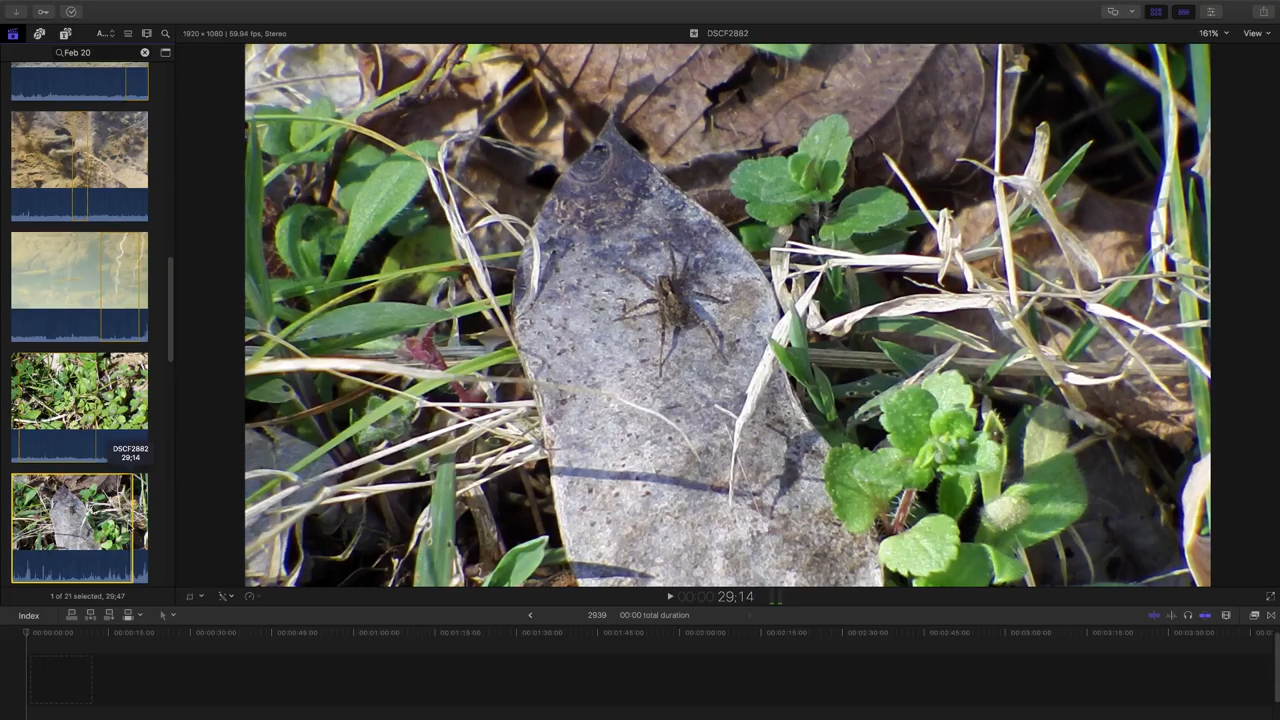 A...
1920 × 1080 | 59.94 fps, Stereo
DSCF2882
161%
View
Feb 20
DSCF2882
29;14
1 of 21 selected, 29;47
00:00:00:29;14
Index
2939
00:00 total duration
00:00:00:00
00:00:15:00
00:00:30:00
00:00:45:00
00:01:00:00
00:01:15:00
00:01:30:00
00:01:45:00
00:02:00:00
00:02:15:00
00:02:30:00
00:02:45:00
00:03:00:00
00:03:15:00
00:03:30:00